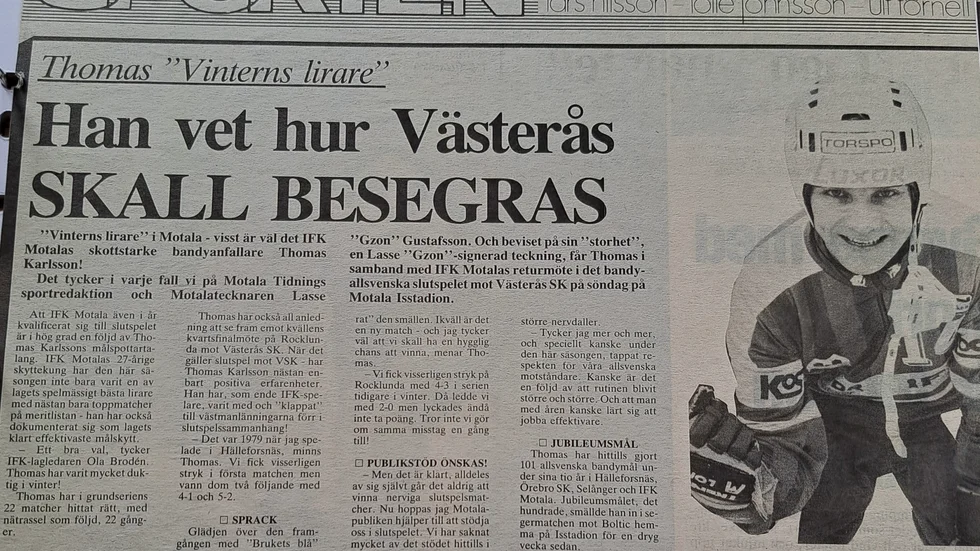 SPORTEN
lars nilsson - jolle johnsson - ulf fornell
Thomas "Vinterns lirare"
Han vet hur Västerås
SKALL BESEGRAS
"Vinterns lirare" i Motala - visst är väl det IFK
Motalas skottstarke bandyanfallare Thomas
Karlsson!
Det tycker i varje fall vi på Motala Tidnings
sportredaktion och Motalatecknaren Lasse
"Gzon" Gustafsson. Och beviset på sin "storhet",
en Lasse "Gzon"-signerad teckning, får Thomas i
samband med IFK Motalas returmöte i det bandy-
allsvenska slutspelet mot Västerås SK på söndag på
Motala Isstadion.
Att IFK Motala även i år
kvalificerat sig till slutspelet
är i hög grad en följd av Tho-
mas Karlssons målspottarta-
lang. IFK Motalas 27-årige
skyttekung har den här sä-
songen inte bara varit en av
lagets spelmässigt bästa lirare
med nästan bara toppmatcher
på meritlistan - han har också
dokumenterat sig som lagets
klart effektivaste målskytt.
– Ett bra val, tycker
IFK-lagledaren Ola Brodén.
Thomas har varit mycket duk-
tig i vinter!
Thomas har i grundseriens
22 matcher hittat rätt, med
nätrassel som följd, 22 gång-
er.
Thomas har också all anled-
ning att se fram emot kvällens
kvartsfinalmöte på Rocklun-
da mot Västerås SK. När det
gäller slutspel mot VSK - har
Thomas Karlsson nästan en-
bart positiva erfarenheter.
Han har, som ende IFK-spe-
lare, varit med och "klappat"
till västmanlänningarna förr i
slutspelssammanhang!
– Det var 1979 när jag spe-
lade i Hälleforsnäs, minns
Thomas. Vi fick visserligen
stryk i första matchen men
vann dom två följande med
4-1 och 5-2.
□ SPRACK
Glädjen över den fram-
gången med "Brukets blå"
rat" den smällen. Ikväll är det
en ny match - och jag tycker
väl att vi skall ha en hygglig
chans att vinna, menar Tho-
mas.
– Vi fick visserligen stryk på
Rocklunda med 4-3 i serien
tidigare i vinter. Då ledde vi
med 2-0 men lyckades ändå
inte ta poäng. Tror inte vi gör
om samma misstag en gång
till!
□ PUBLIKSTÖD ÖNSKAS!
– Men det är klart, alldeles
av sig självt går det aldrig att
vinna nerviga slutspelsmat-
cher. Nu hoppas jag Motala-
publiken hjälper till att stödja
oss i slutspelet. Vi har saknat
mycket av det stödet hittills i
större nervdaller.
– Tycker jag mer och mer,
och speciellt kanske under
den här säsongen, tappat re-
spekten för våra allsvenska
motståndare. Kanske är det
en följd av att rutinen blivit
större och större. Och att man
med åren kanske lärt sig att
jobba effektivare.
□ JUBILEUMSMÅL
Thomas har hittills gjort
101 allsvenska bandymål un-
der sina tio år i Hälleforsnäs,
Örebro SK, Selånger och IFK
Motala. Jubileumsmålet, det
hundrade, smällde han in i se-
germatchen mot Boltic hem-
ma på Isstadion för en dryg
vecka sedan.
TORSPO
LUXOR